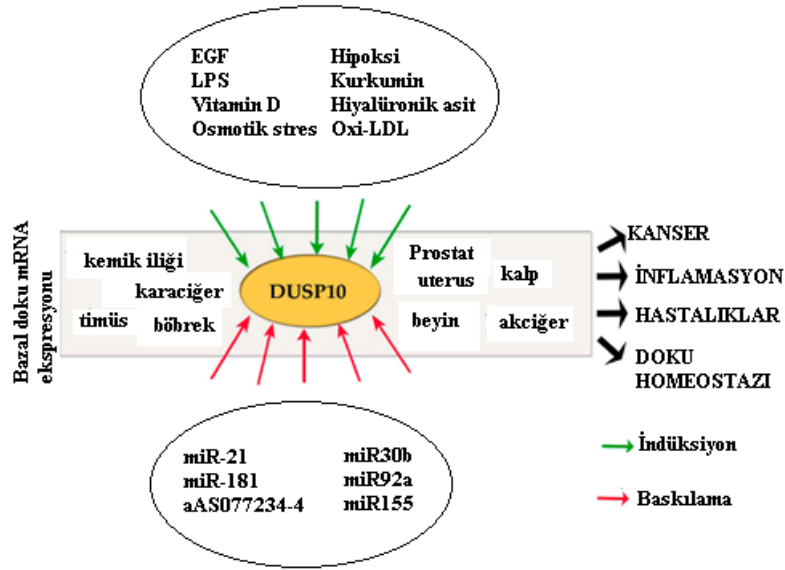 EGF
LPS
Vitamin D
Osmotik stres
Hipoksi
Kurkumin
Hiyalüronik asit
Oxi-LDL
Bazal doku mRNA
ekspresyonu
kemik iliği
karaciğer
timüs
böbrek
DUSP10
Prostat
uterus
kalp
beyin
akciğer
KANSER
İNFLAMASYON
HASTALIKLAR
DOKU
HOMEOSTAZI
miR-21
miR-181
aAS077234-4
miR30b
miR92a
miR155
İndüksiyon
Baskılama